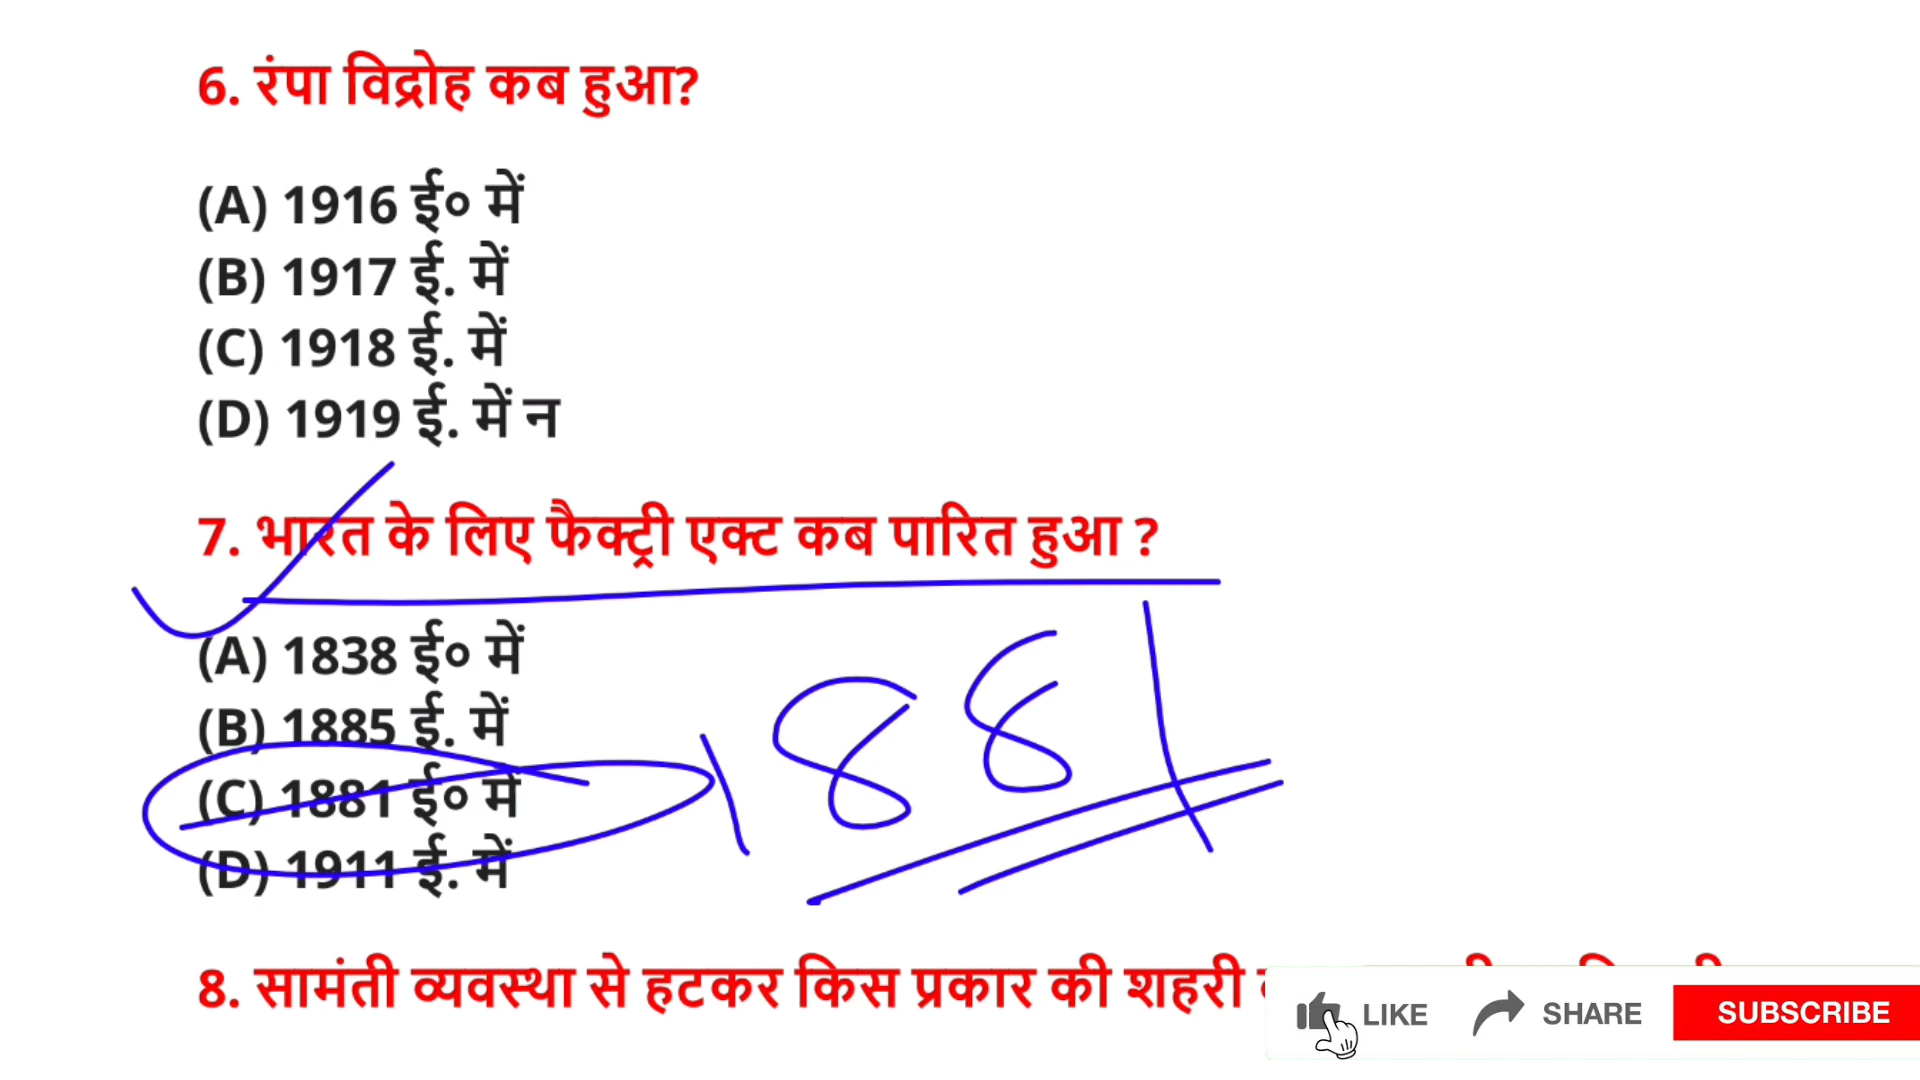 6. रंपा विद्रोह कब हुआ?
(A) 1916 ई० में
(B) 1917 ई. में
(C) 1918 ई. में
(D) 1919 ई. में न
7. भारत के लिए फैक्ट्री एक्ट कब पारित हुआ ?
(A) 1838 ई० में
(B) 1885 ई. में
(C) 1881 ई० में
(D) 1911 ई. में
1881
8. सामंती व्यवस्था से हटकर किस प्रकार की शहरी
LIKE SHARE SUBSCRIBE